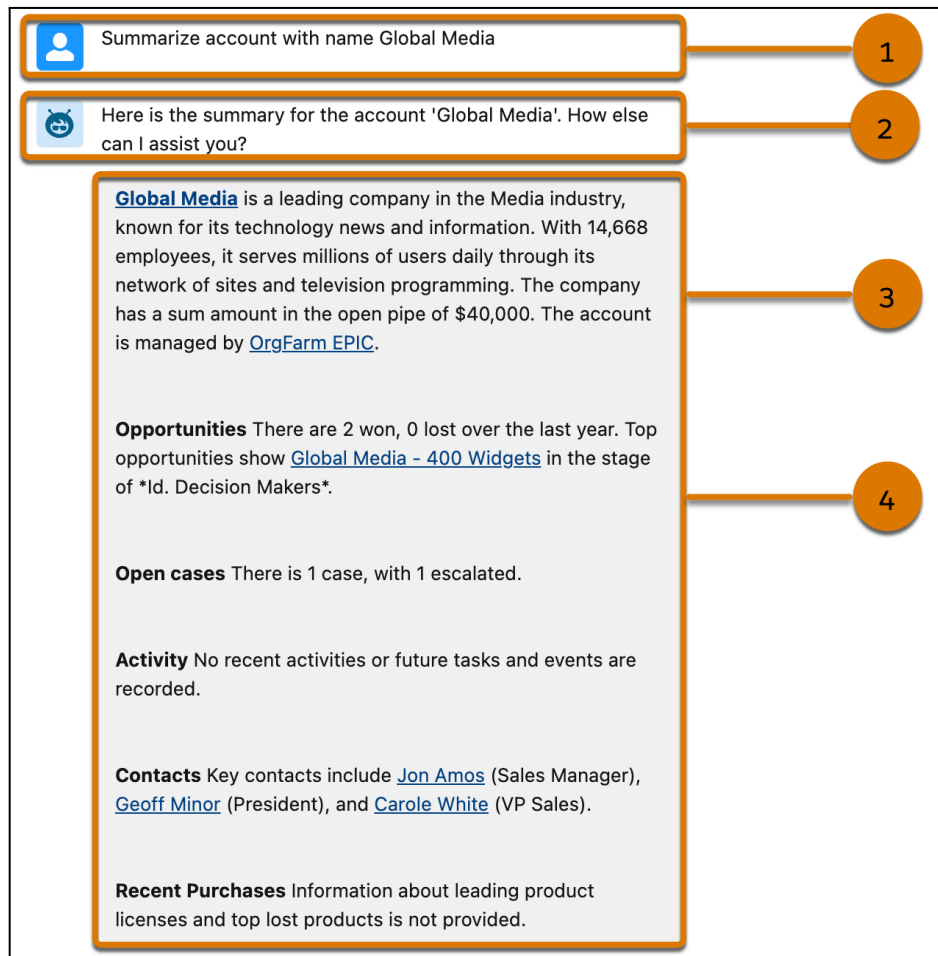 Summarize account with name Global Media
1
Here is the summary for the account 'Global Media'. How else
can I assist you?
2
Global Media is a leading company in the Media industry,
known for its technology news and information. With 14,668
employees, it serves millions of users daily through its
network of sites and television programming. The company
has a sum amount in the open pipe of $40,000. The account
is managed by OrgFarm EPIC.
3
Opportunities There are 2 won, 0 lost over the last year. Top
opportunities show Global Media - 400 Widgets in the stage
of *Id. Decision Makers*.
4
Open cases There is 1 case, with 1 escalated.
Activity No recent activities or future tasks and events are
recorded.
Contacts Key contacts include Jon Amos (Sales Manager),
Geoff Minor (President), and Carole White (VP Sales).
Recent Purchases Information about leading product
licenses and top lost products is not provided.